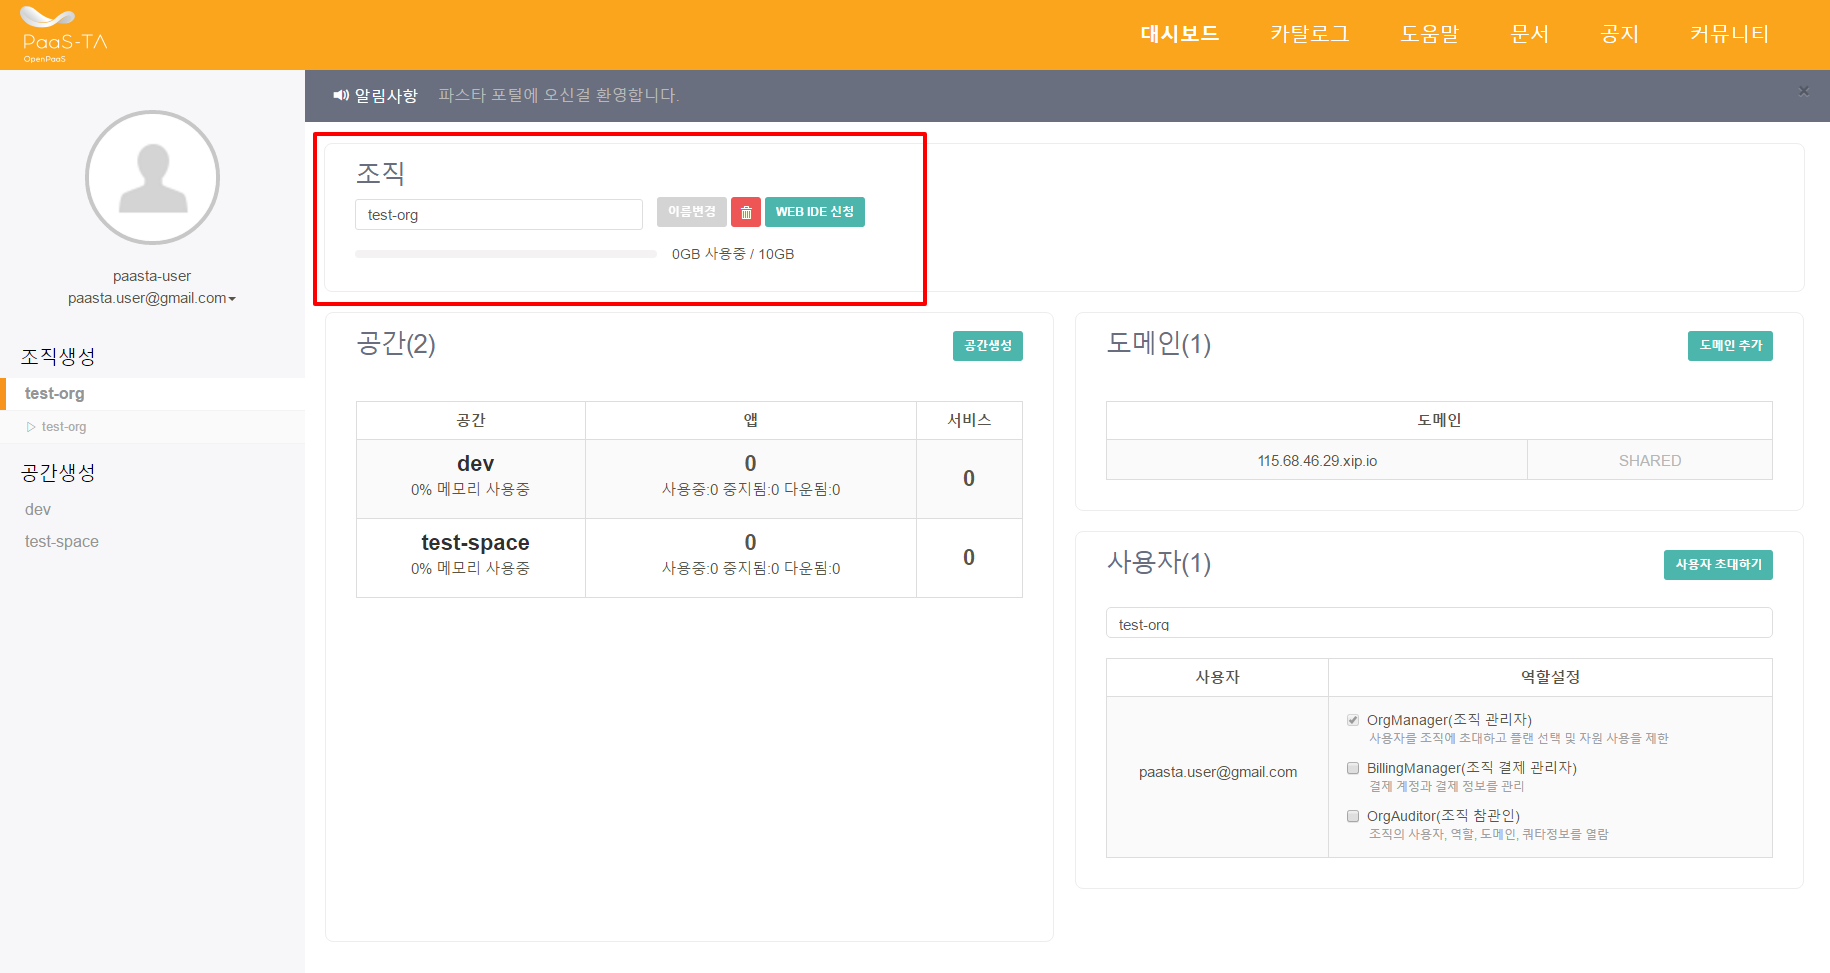 PaaS-TA
OpenPaaS
대시보드 카탈로그 도움말 문서 공지 커뮤니티
알림사항 파스타 포털에 오신걸 환영합니다. ×
paasta-user
paasta.user@gmail.com
조직생성
test-org
test-org
공간생성
dev
test-space
조직
test-org 이름변경 WEB IDE 신청
0GB 사용중 / 10GB
공간(2) 공간생성
공간 앱 서비스
dev 0 0
0% 메모리 사용중 사용중:0 중지됨:0 다운됨:0
test-space 0 0
0% 메모리 사용중 사용중:0 중지됨:0 다운됨:0
도메인(1) 도메인 추가
도메인
115.68.46.29.xip.io SHARED
사용자(1) 사용자 초대하기
test-org
사용자 역할설정
paasta.user@gmail.com
OrgManager(조직 관리자)
사용자를 조직에 초대하고 플랜 선택 및 자원 사용을 제한
BillingManager(조직 결제 관리자)
결제 계정과 결제 정보를 관리
OrgAuditor(조직 참관인)
조직의 사용자, 역할, 도메인, 쿼타정보를 열람